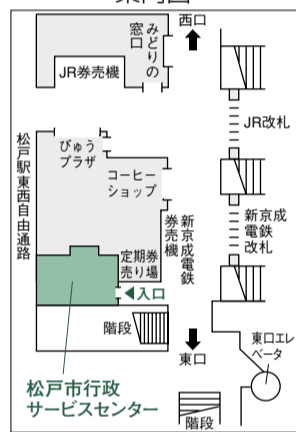 案内図
西口
みどりの
窓口
JR券売機
JR改札
びゅう
プラザ
コーヒー
ショップ
松戸駅東西自由通路
新京成電鉄
券売機
新京成
電鉄
改札
定期券
売り場
入口
階段
東口
東口エレ
ベータ
松戸市行政
サービスセンター
階段